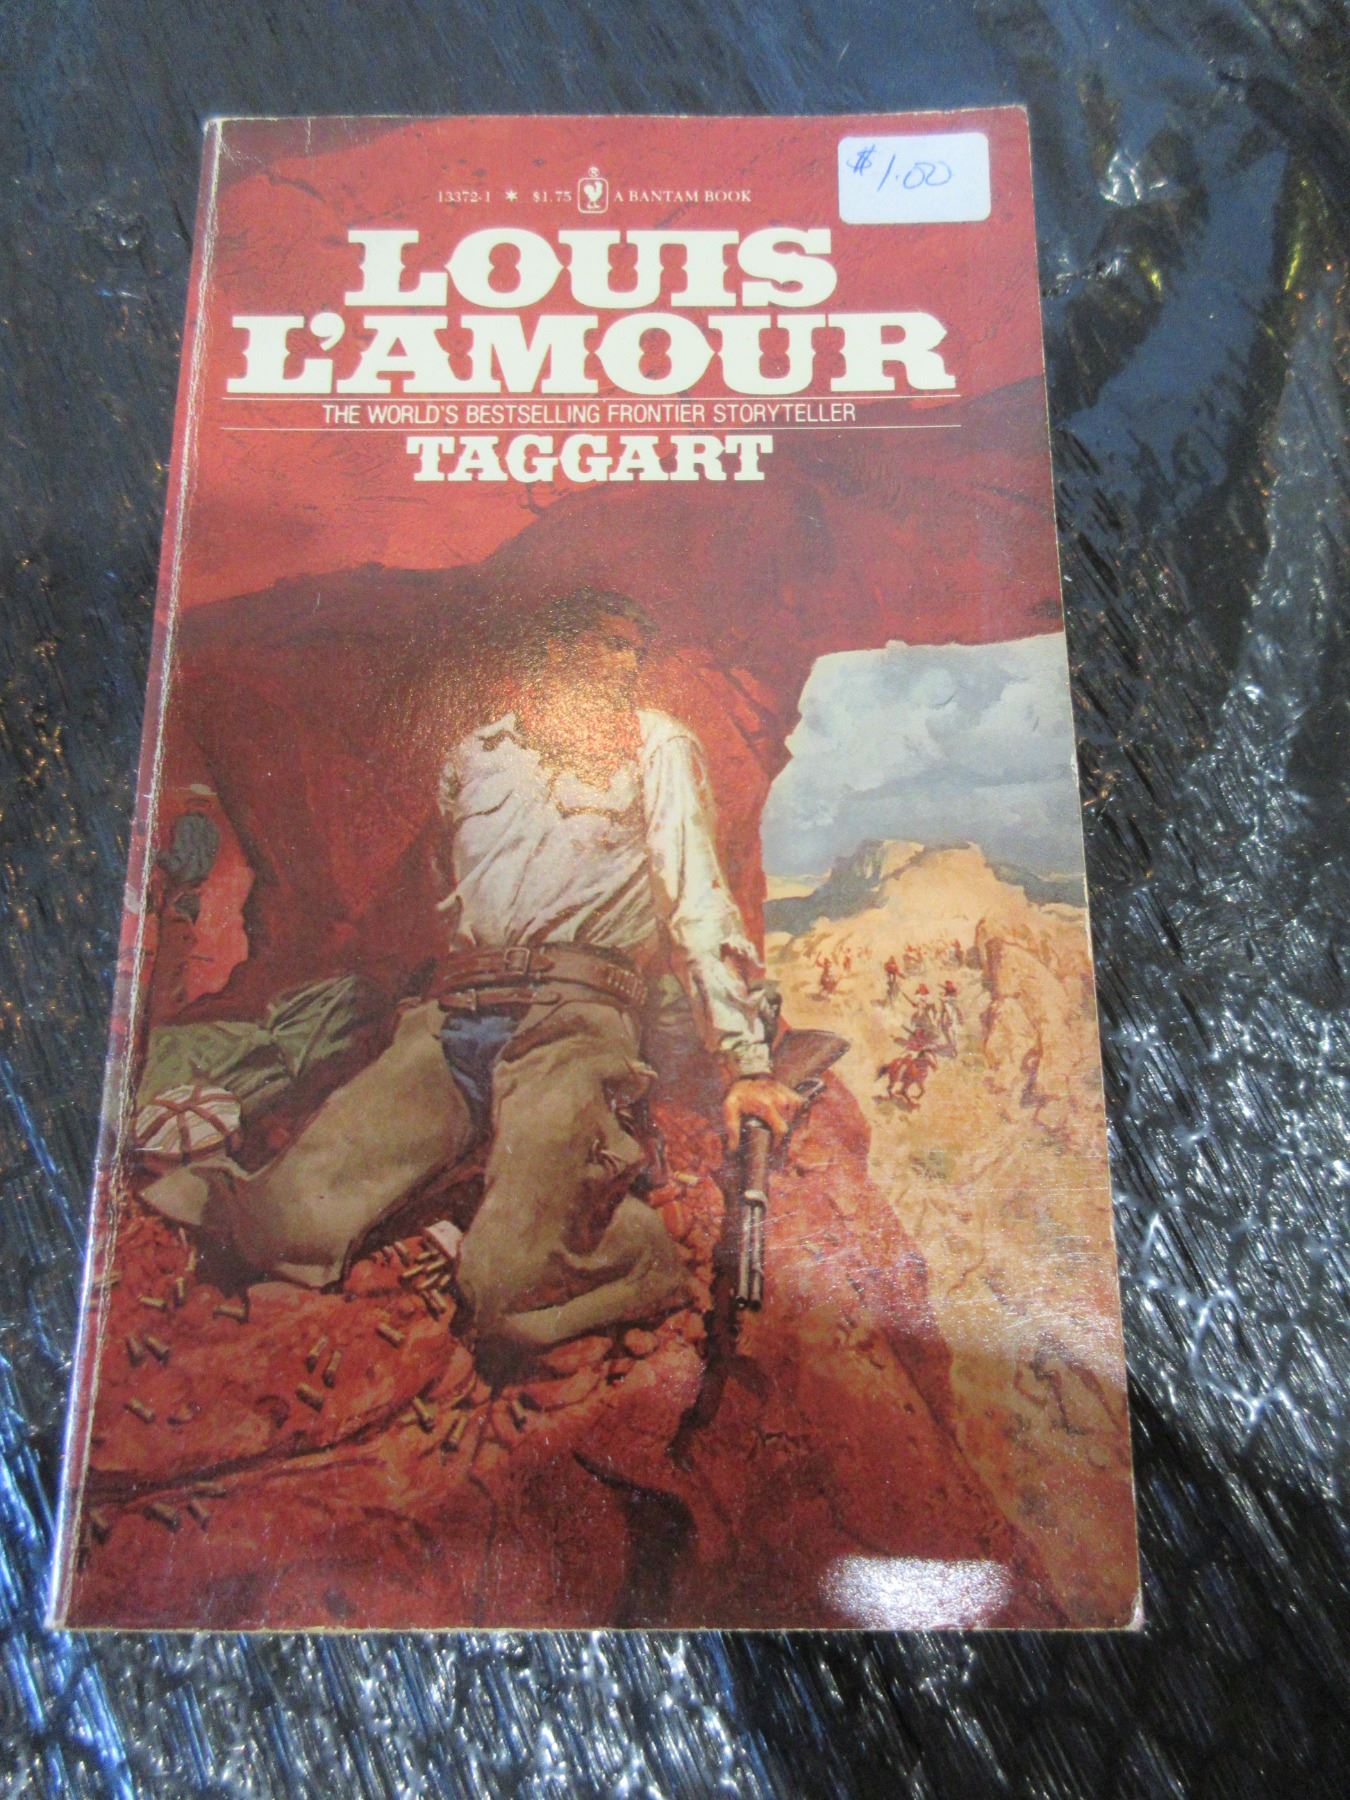 $1.00
13372-1 * $1.75 ® A BANTAM BOOK
LOUIS
L'AMOUR
THE WORLD'S BESTSELLING FRONTIER STORYTELLER
TAGGART